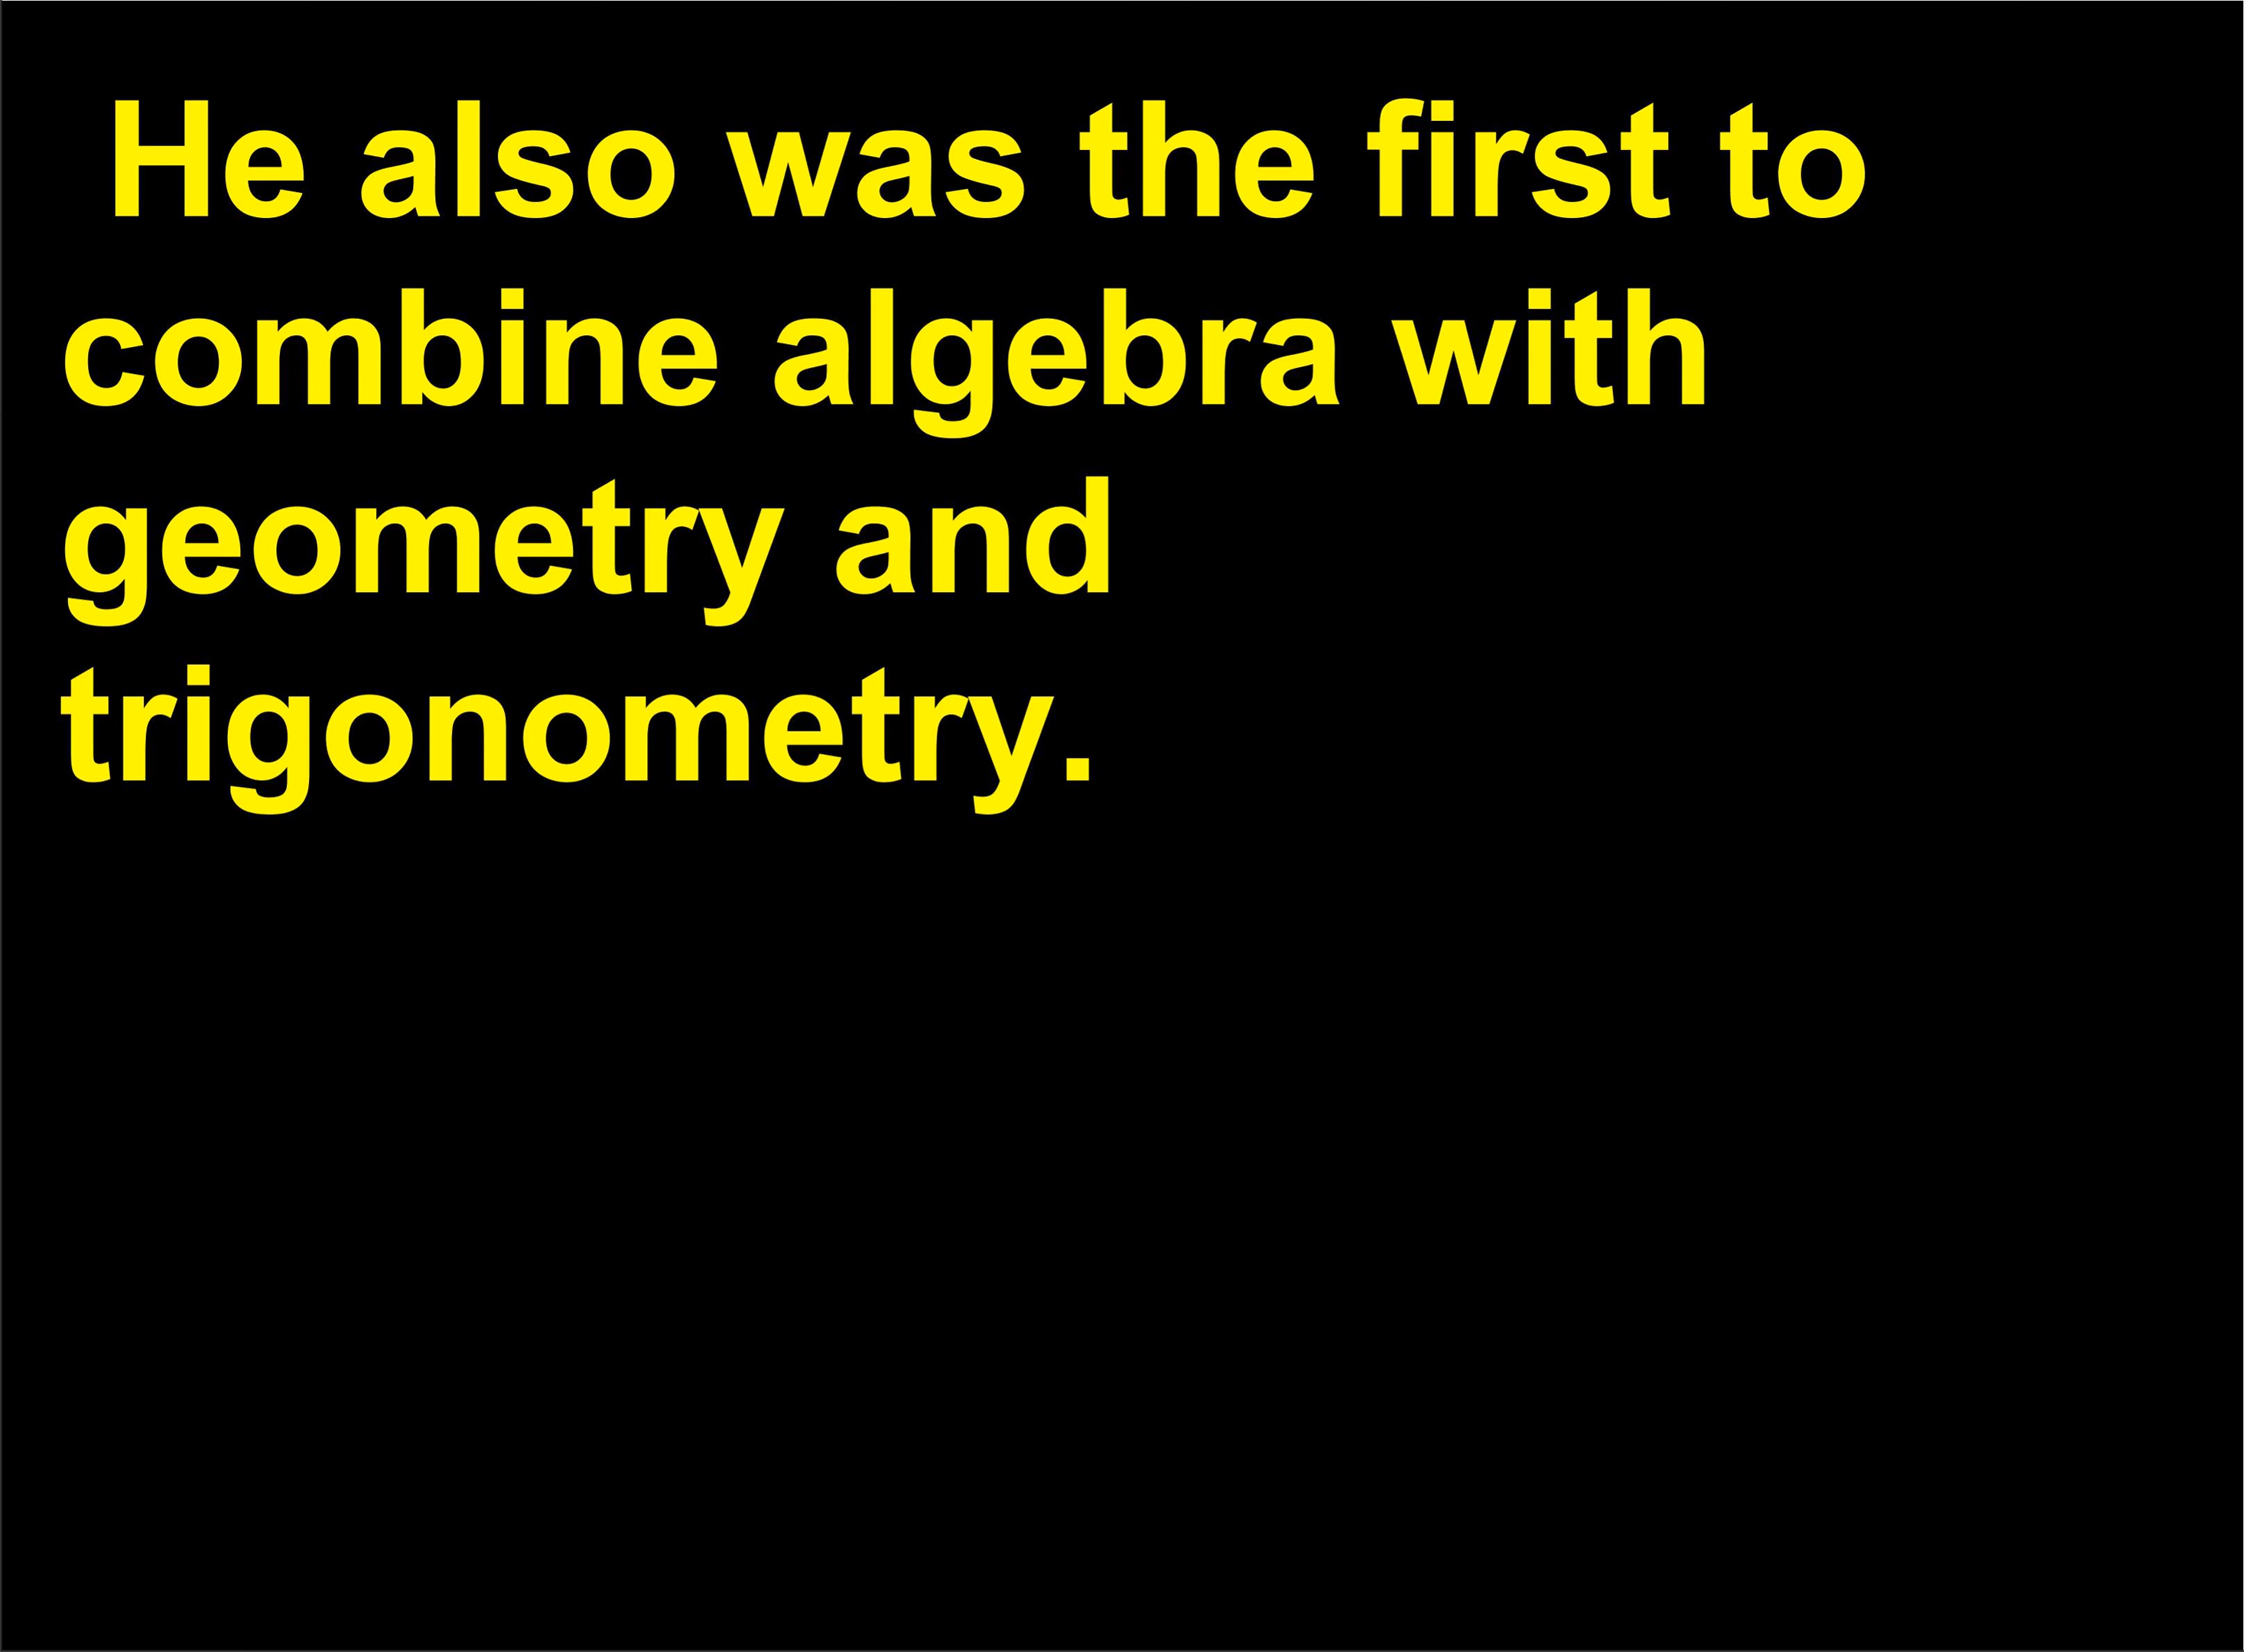 He also was the first to
combine algebra with
geometry and
trigonometry.